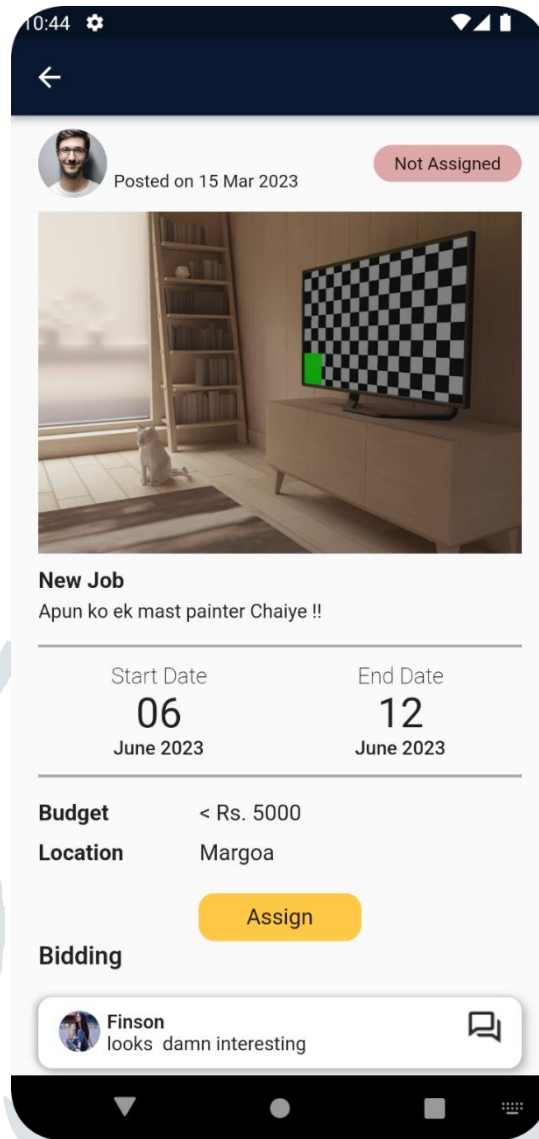 10:44
Posted on 15 Mar 2023
Not Assigned
New Job
Apun ko ek mast painter Chaiye !!
Start Date
End Date
06
12
June 2023
June 2023
Budget
< Rs. 5000
Location
Margoa
Assign
Bidding
Finson
looks damn interesting